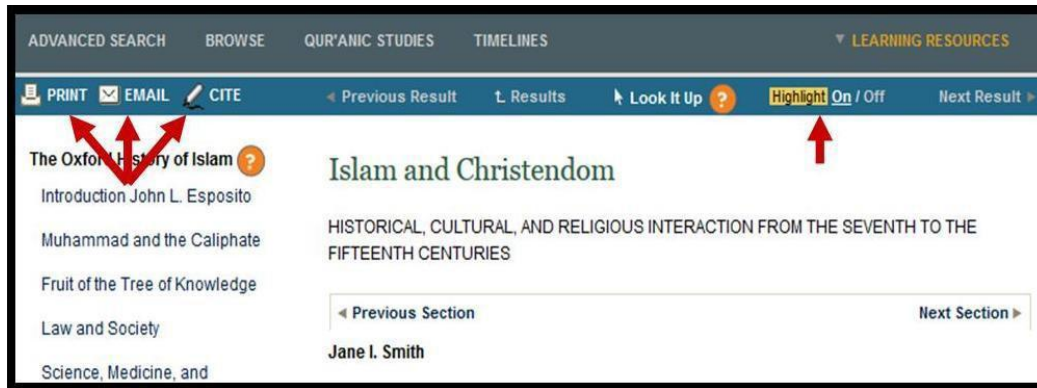 ADVANCED SEARCH BROWSE QUR'ANIC STUDIES TIMELINES ▼ LEARNING RESOURCES
PRINT EMAIL CITE ◄ Previous Result Results Look It Up ? Highlight On / Off Next Result ►
The Oxford History of Islam ?
Introduction John L. Esposito
Muhammad and the Caliphate
Fruit of the Tree of Knowledge
Law and Society
Science, Medicine, and
Islam and Christendom
HISTORICAL, CULTURAL, AND RELIGIOUS INTERACTION FROM THE SEVENTH TO THE
FIFTEENTH CENTURIES
◄ Previous Section Next Section ►
Jane I. Smith